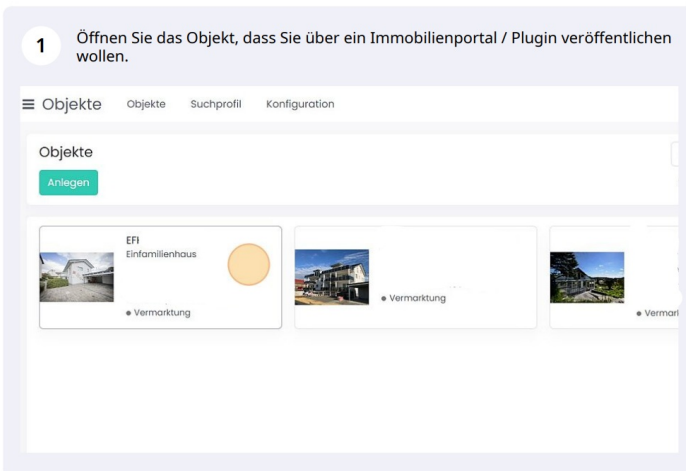 1
Öffnen Sie das Objekt, dass Sie über ein Immobilienportal / Plugin veröffentlichen
wollen.
Objekte Objekte Suchprofil Konfiguration
Objekte
Anlegen
EFI
Einfamilienhaus
Vermarktung
Vermarktung